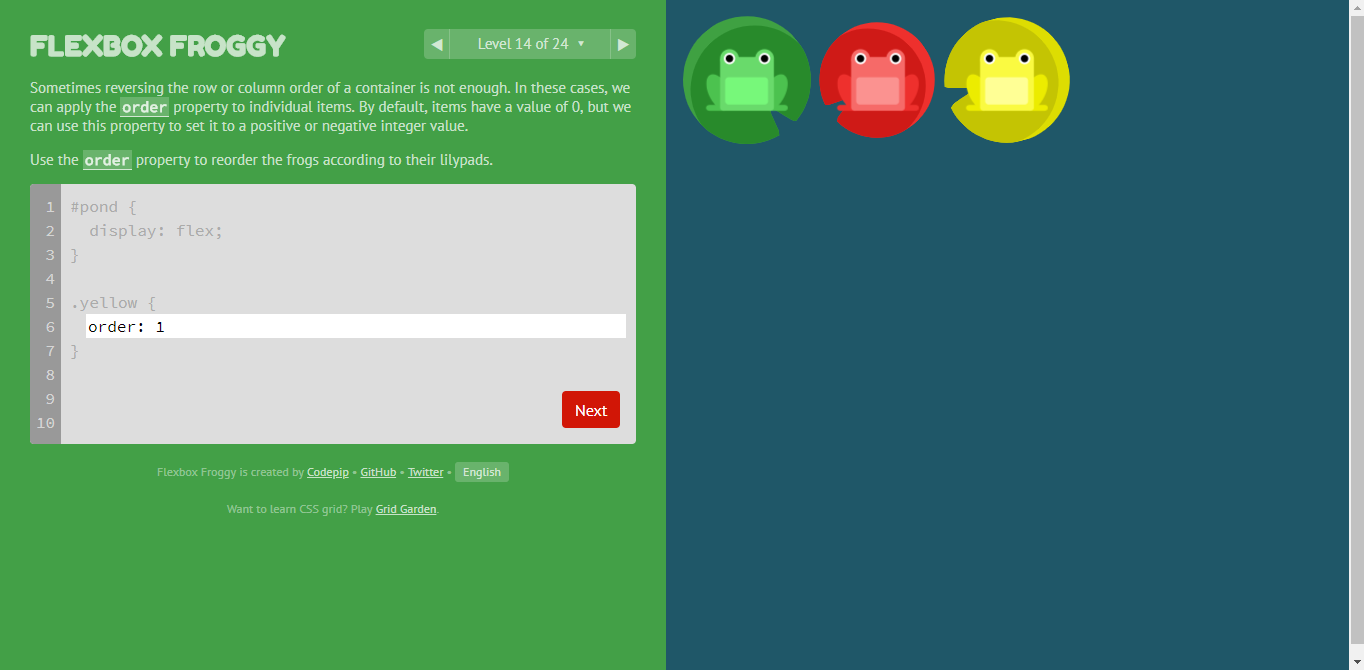 FLEXBOX FROGGY
◀ Level 14 of 24 ▼ ▶
Sometimes reversing the row or column order of a container is not enough. In these cases, we
can apply the order property to individual items. By default, items have a value of 0, but we
can use this property to set it to a positive or negative integer value.
Use the order property to reorder the frogs according to their lilypads.
1 #pond {
2   display: flex;
3 }
4
5 .yellow {
6   order: 1
7 }
8
9
10
Next
Flexbox Froggy is created by Codepip • GitHub • Twitter • English
Want to learn CSS grid? Play Grid Garden.